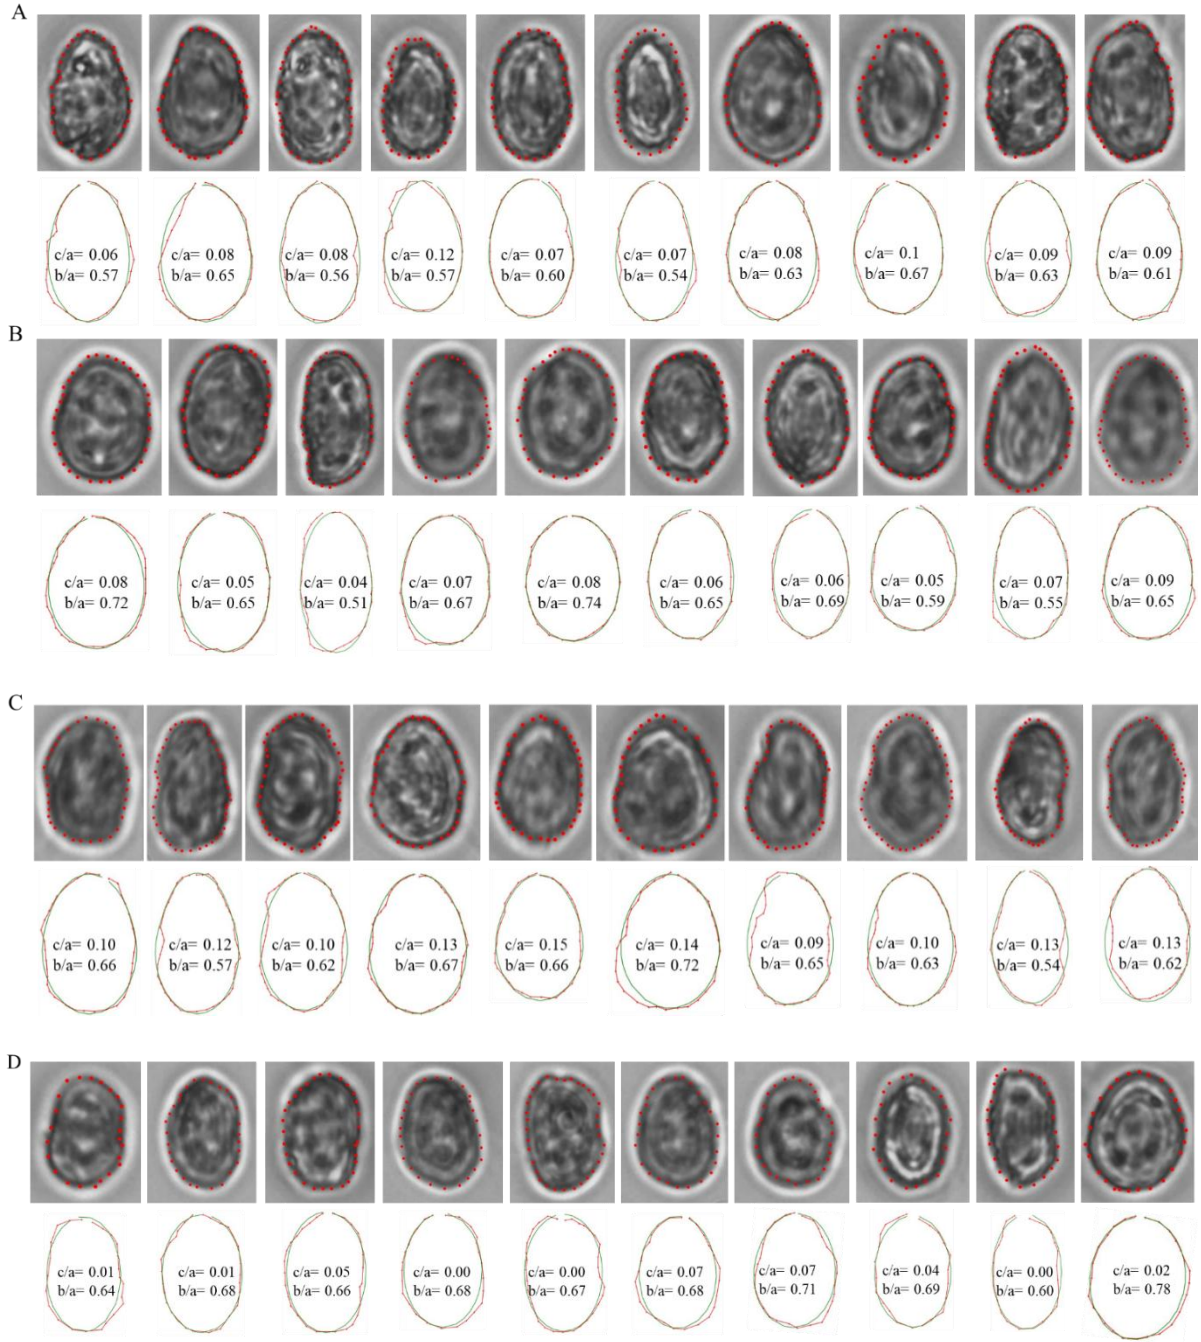 A
c/a= 0.06 c/a= 0.08 c/a= 0.08 c/a= 0.12 c/a= 0.07 c/a= 0.07 c/a= 0.08 c/a= 0.1 c/a= 0.09 c/a= 0.09
b/a= 0.57 b/a= 0.65 b/a= 0.56 b/a= 0.57 b/a= 0.60 b/a= 0.54 b/a= 0.63 b/a= 0.67 b/a= 0.63 b/a= 0.61
B
c/a= 0.08 c/a= 0.05 c/a= 0.04 c/a= 0.07 c/a= 0.08 c/a= 0.06 c/a= 0.06 c/a= 0.05 c/a= 0.07 c/a= 0.09
b/a= 0.72 b/a= 0.65 b/a= 0.51 b/a= 0.67 b/a= 0.74 b/a= 0.65 b/a= 0.69 b/a= 0.59 b/a= 0.55 b/a= 0.65
C
c/a= 0.10 c/a= 0.12 c/a= 0.10 c/a= 0.13 c/a= 0.15 c/a= 0.14 c/a= 0.09 c/a= 0.10 c/a= 0.13 c/a= 0.13
b/a= 0.66 b/a= 0.57 b/a= 0.62 b/a= 0.67 b/a= 0.66 b/a= 0.72 b/a= 0.65 b/a= 0.63 b/a= 0.54 b/a= 0.62
D
c/a= 0.01 c/a= 0.01 c/a= 0.05 c/a= 0.00 c/a= 0.00 c/a= 0.07 c/a= 0.07 c/a= 0.04 c/a= 0.00 c/a= 0.02
b/a= 0.64 b/a= 0.68 b/a= 0.66 b/a= 0.68 b/a= 0.67 b/a= 0.68 b/a= 0.71 b/a= 0.69 b/a= 0.60 b/a= 0.78